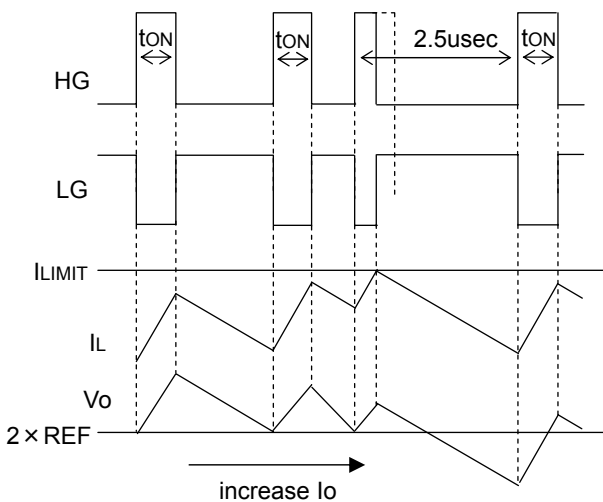 tON tON 2.5usec tON
HG
LG
ILIMIT
IL
Vo
2×REF
increase Io